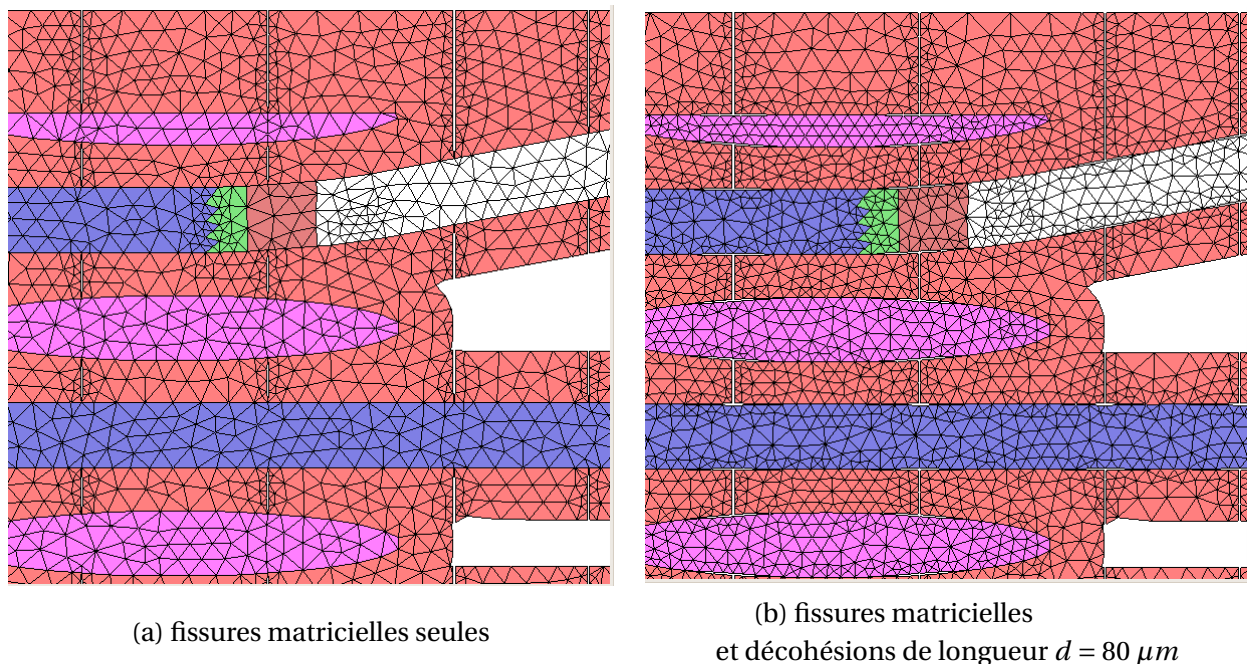 (a) fissures matricielles seules
(b) fissures matricielles
et décohésions de longueur d = 80 μm